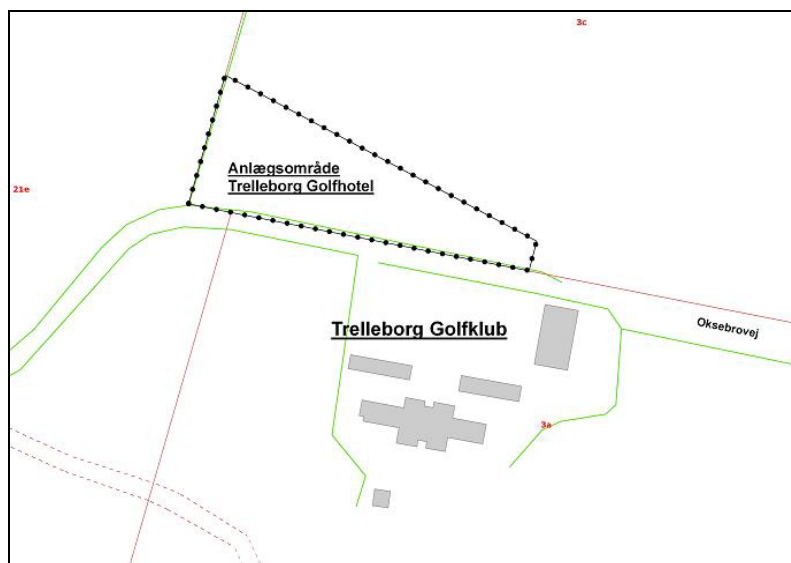 3c
Anlægsområde
Trelleborg Golfhotel
21e
Trelleborg Golfklub
Oksebrovej
3a